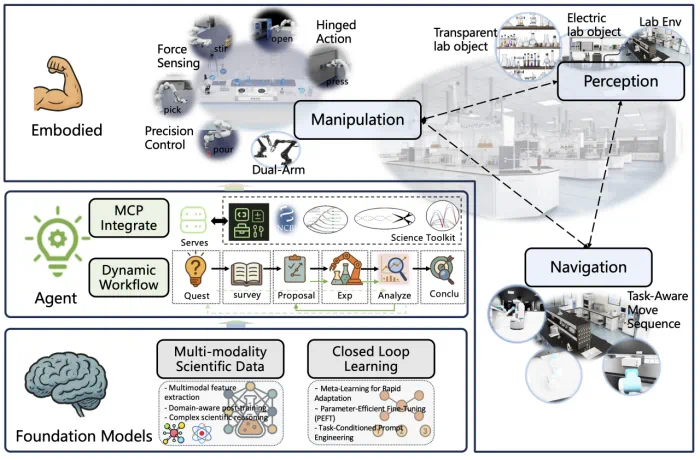 Hinged
Action
Force
Sensing
stir
open
press
pick
pour
Precision
Control
Dual-Arm
Embodied
Manipulation
Transparent
lab object
Electric
lab object
Lab Env
Perception
Navigation
Task-Aware
Move
Sequence
MCP
Integrate
Serves
NCBI
Science Toolkit
Agent
Dynamic
Workflow
Quest
survey
Proposal
Exp
Analyze
Conclu
Foundation Models
Multi-modality
Scientific Data
- Multimodal feature
extraction
- Domain-aware post-training
- Complex scientific reasoning
Closed Loop
Learning
- Meta-Learning for Rapid
Adaptation
- Parameter-Efficient Fine-Tuning
(PEFT)
- Task-Conditioned Prompt
Engineering
1 2 3